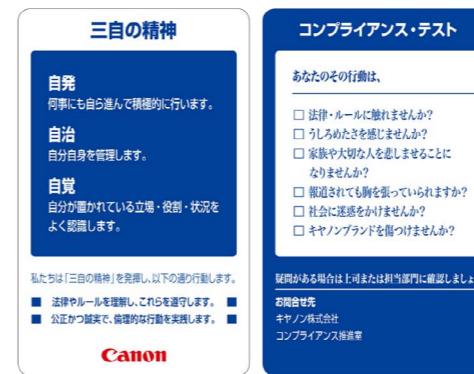 三自の精神
自発
何事にも自ら進んで積極的に行います。
自治
自分自身を管理します。
自覚
自分が置かれている立場・役割・状況を
よく認識します。
私たちは「三自の精神」を発揮し、以下の通り行動します。
■ 法律やルールを理解し、これらを遵守します。 ■
■ 公正かつ誠実で、倫理的な行動を実践します。 ■
Canon
コンプライアンス・テスト
あなたのその行動は、
□ 法律・ルールに触れませんか?
□ うしろめたさを感じませんか?
□ 家族や大切な人を悲しませることに
なりませんか?
□ 報道されても胸を張っていられますか?
□ 社会に迷惑をかけませんか?
□ キヤノンブランドを傷つけませんか?
疑問がある場合は上司または担当部門に確認しましょ
お問合せ先
キヤノン株式会社
コンプライアンス推進室